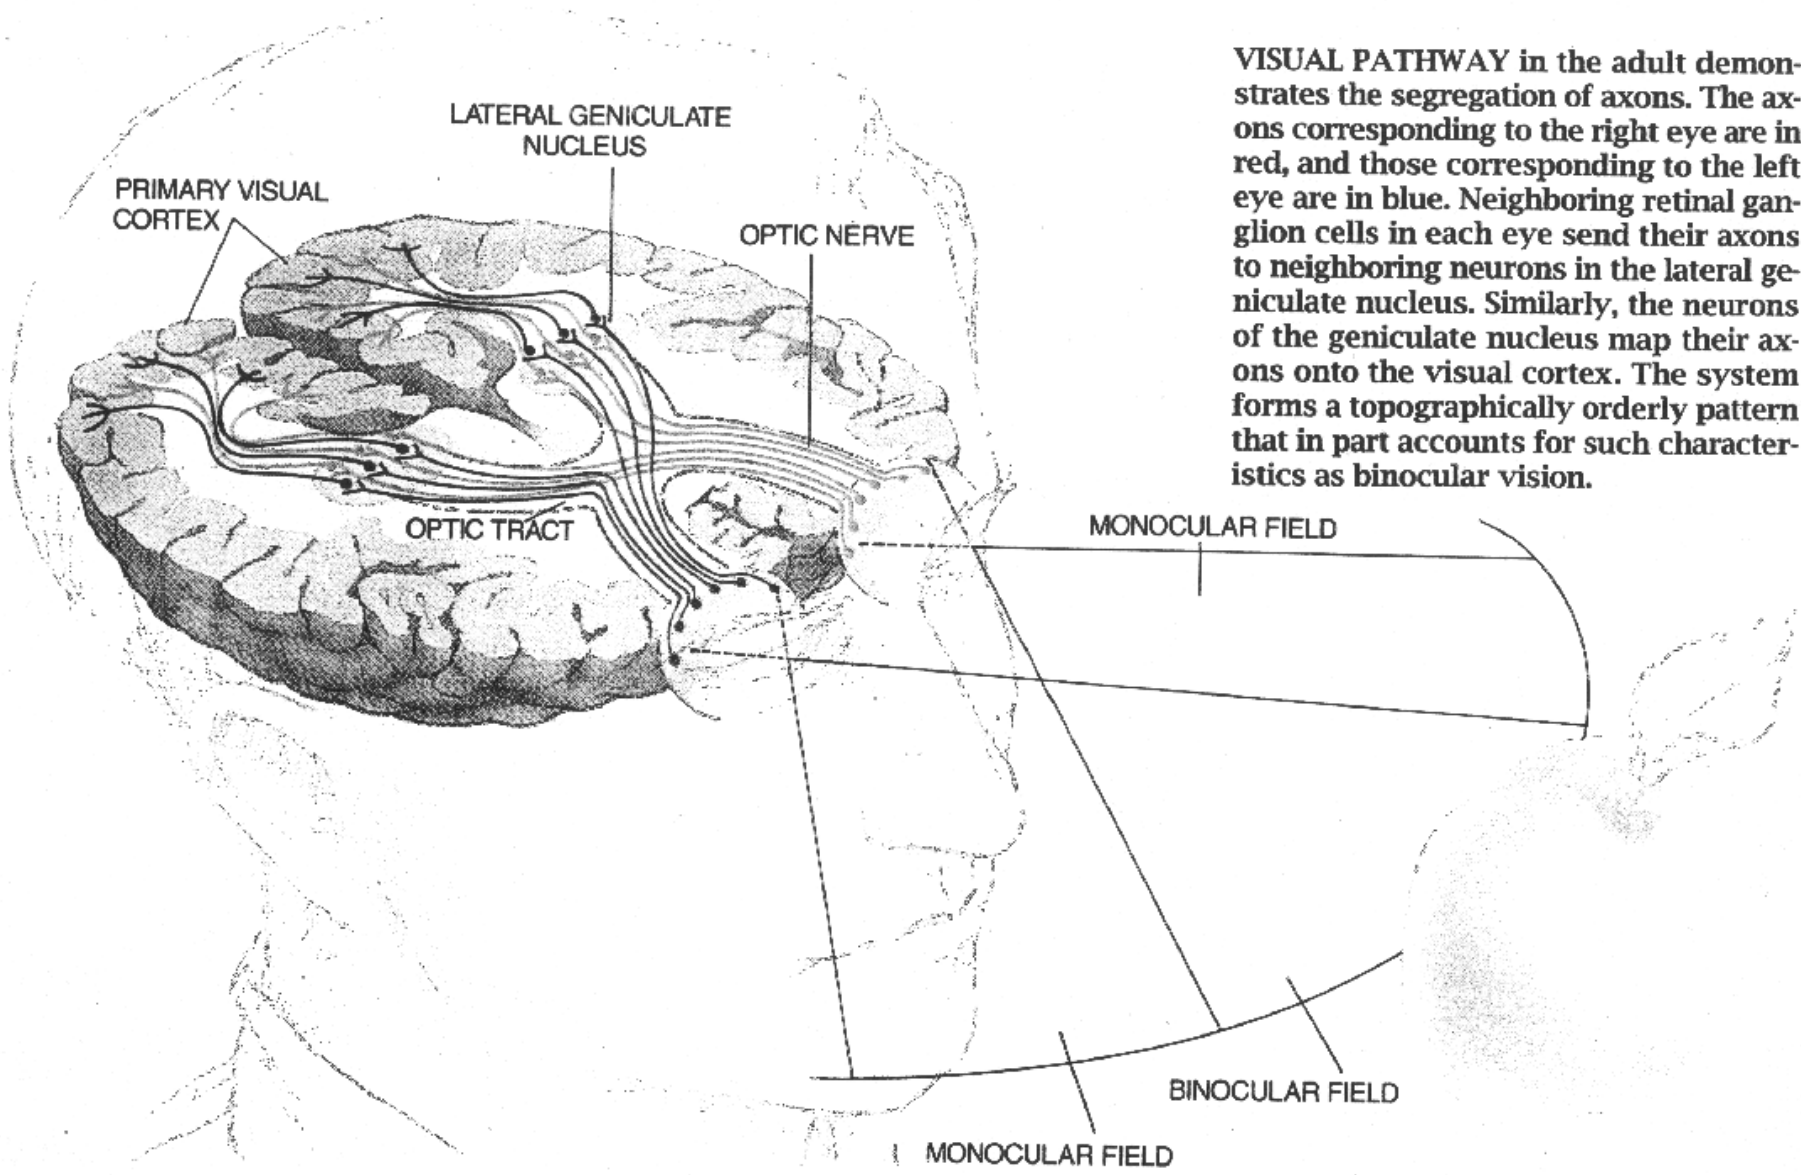 VISUAL PATHWAY in the adult demon-
strates the segregation of axons. The ax-
ons corresponding to the right eye are in
red, and those corresponding to the left
eye are in blue. Neighboring retinal gan-
glion cells in each eye send their axons
to neighboring neurons in the lateral ge-
niculate nucleus. Similarly, the neurons
of the geniculate nucleus map their ax-
ons onto the visual cortex. The system
forms a topographically orderly pattern
that in part accounts for such character-
istics as binocular vision.
LATERAL GENICULATE
NUCLEUS
PRIMARY VISUAL
CORTEX
OPTIC NERVE
OPTIC TRACT
MONOCULAR FIELD
BINOCULAR FIELD
MONOCULAR FIELD